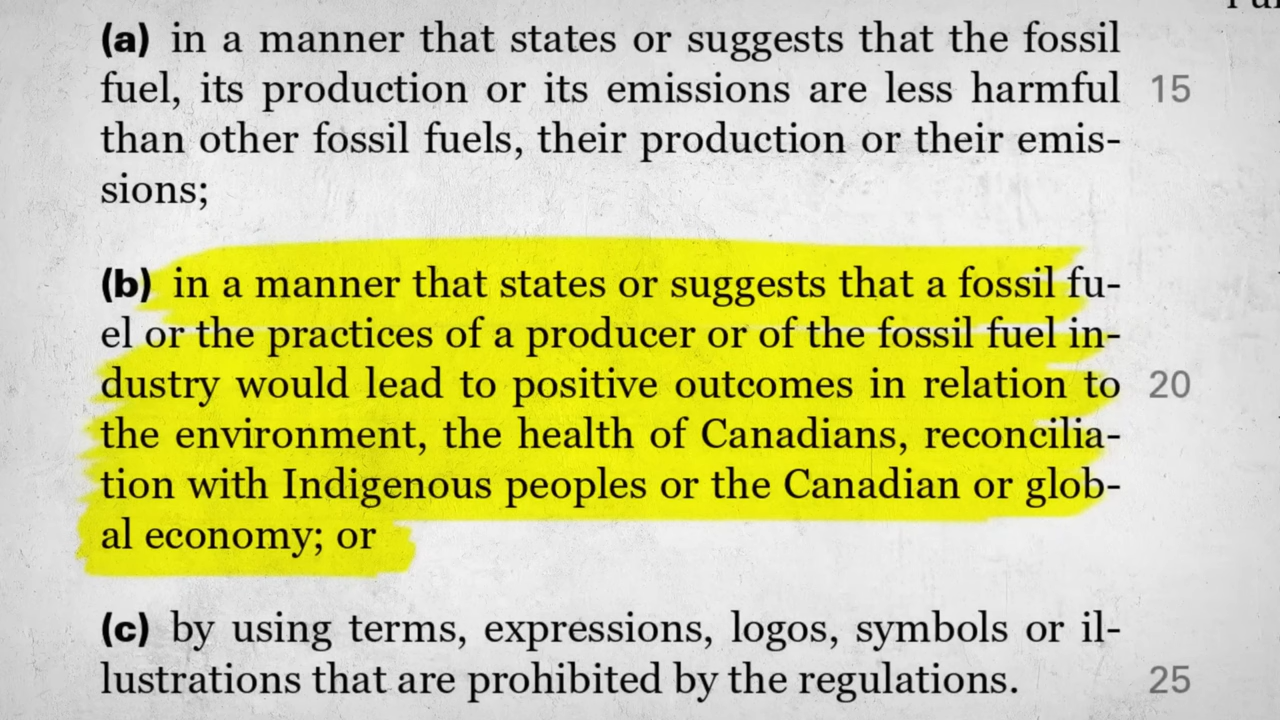 (a) in a manner that states or suggests that the fossil
fuel, its production or its emissions are less harmful 15
than other fossil fuels, their production or their emis-
sions;
(b) in a manner that states or suggests that a fossil fu-
el or the practices of a producer or of the fossil fuel in-
dustry would lead to positive outcomes in relation to 20
the environment, the health of Canadians, reconcilia-
tion with Indigenous peoples or the Canadian or glob-
al economy; or
(c) by using terms, expressions, logos, symbols or il-
lustrations that are prohibited by the regulations. 25